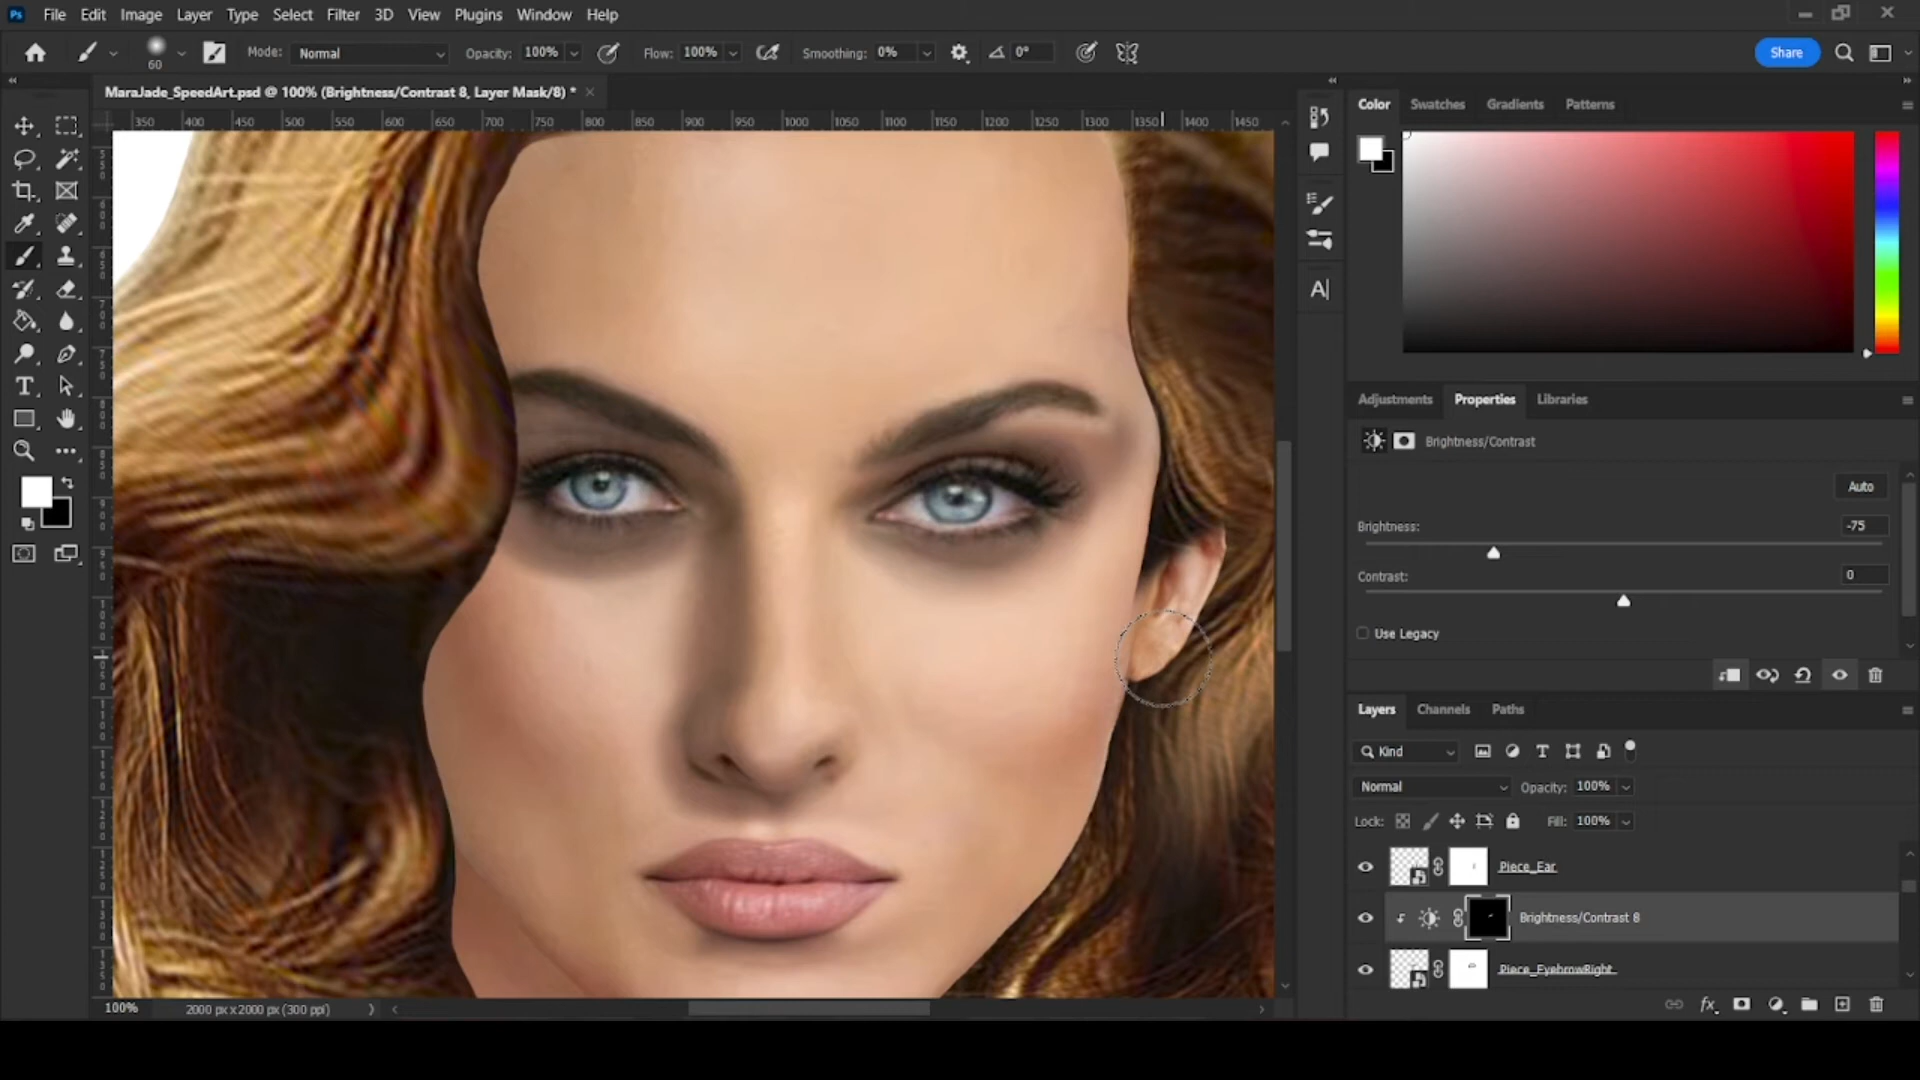 Ps File Edit Image Layer Type Select Filter 3D View Plugins Window Help
60 Mode: Normal Opacity: 100% Flow: 100% Smoothing: 0% 0° Share
MaraJade_SpeedArt.psd @ 100% (Brightness/Contrast 8, Layer Mask/8) *
350 400 450 500 550 600 650 700 750 800 850 900 950 1000 1050 1100 1150 1200 1250 1300 1350 1400 1450
Color Swatches Gradients Patterns
Adjustments Properties Libraries
Brightness/Contrast
Auto
Brightness: -75
Contrast: 0
Use Legacy
Layers Channels Paths
Kind
Normal Opacity: 100%
Lock: Fill: 100%
Piece_Ear
Brightness/Contrast 8
Piece_EyebrowRight
100% 2000 px x 2000 px (300 ppi)
fx